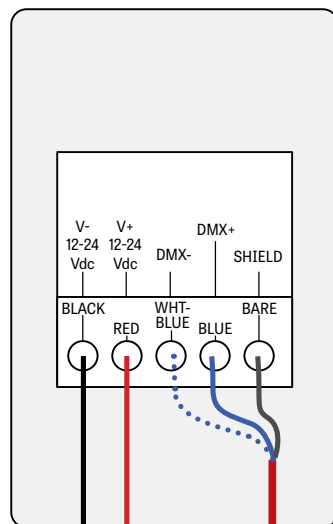 V-
12-24
Vdc
V+
12-24
Vdc
DMX-
DMX+
SHIELD
BLACK
RED
WHT-
BLUE
BLUE
BARE